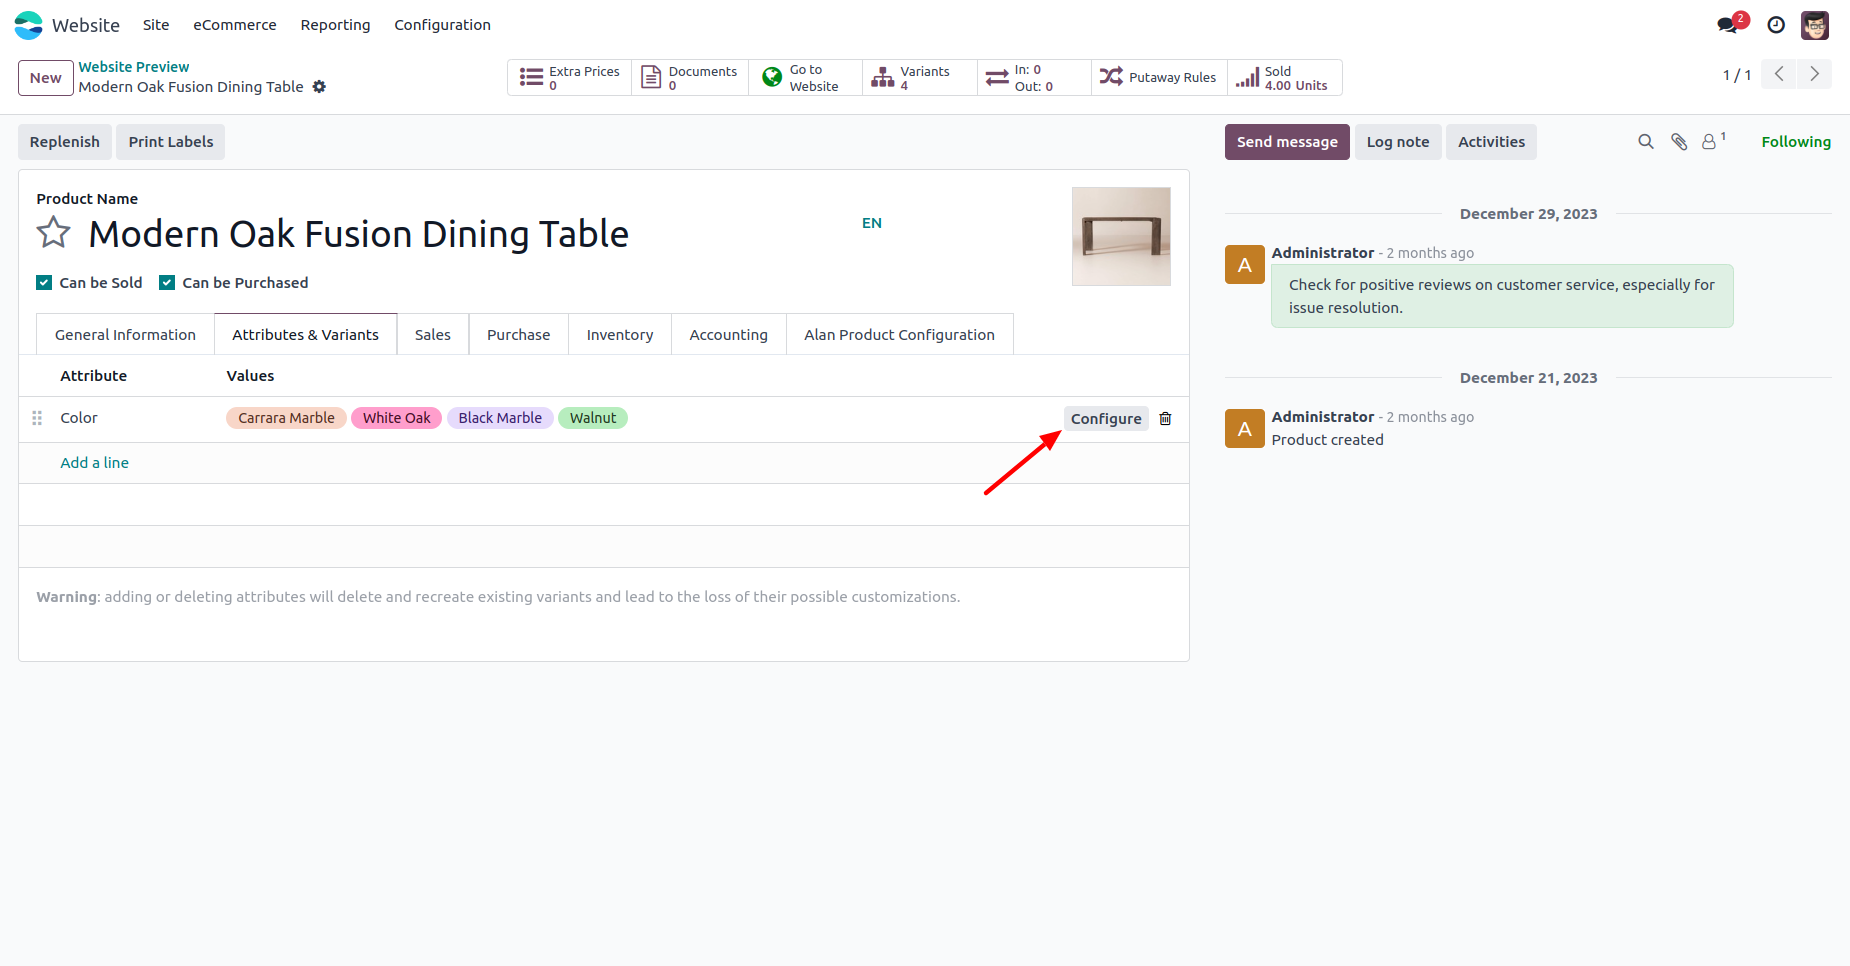 Website Site eCommerce Reporting Configuration 2
New Website Preview
Modern Oak Fusion Dining Table
Extra Prices
0
Documents
0
Go to
Website
Variants
4
In: 0
Out: 0
Putaway Rules
Sold
4.00 Units
1 / 1
Replenish Print Labels
Send message Log note Activities 1 Following
Product Name
Modern Oak Fusion Dining Table EN
Can be Sold Can be Purchased
General Information Attributes & Variants Sales Purchase Inventory Accounting Alan Product Configuration
Attribute Values
Color Carrara Marble White Oak Black Marble Walnut Configure
Add a line
Warning: adding or deleting attributes will delete and recreate existing variants and lead to the loss of their possible customizations.
December 29, 2023
A Administrator - 2 months ago
Check for positive reviews on customer service, especially for
issue resolution.
December 21, 2023
A Administrator - 2 months ago
Product created